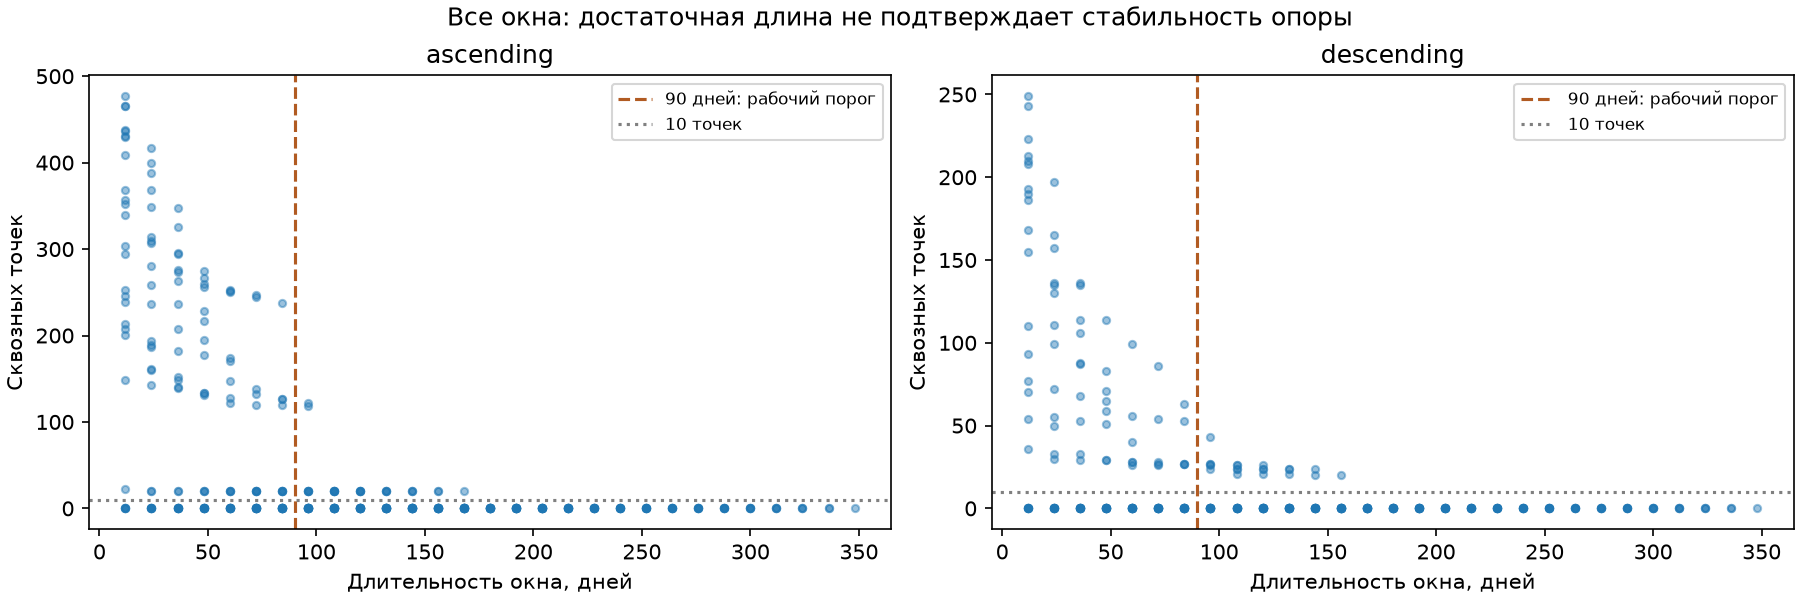 Все окна: достаточная длина не подтверждает стабильность опоры
ascending
Сквозных точек
500
400
300
200
100
0
90 дней: рабочий порог
10 точек
0 50 100 150 200 250 300 350
Длительность окна, дней
descending
Сквозных точек
250
200
150
100
50
0
90 дней: рабочий порог
10 точек
0 50 100 150 200 250 300 350
Длительность окна, дней